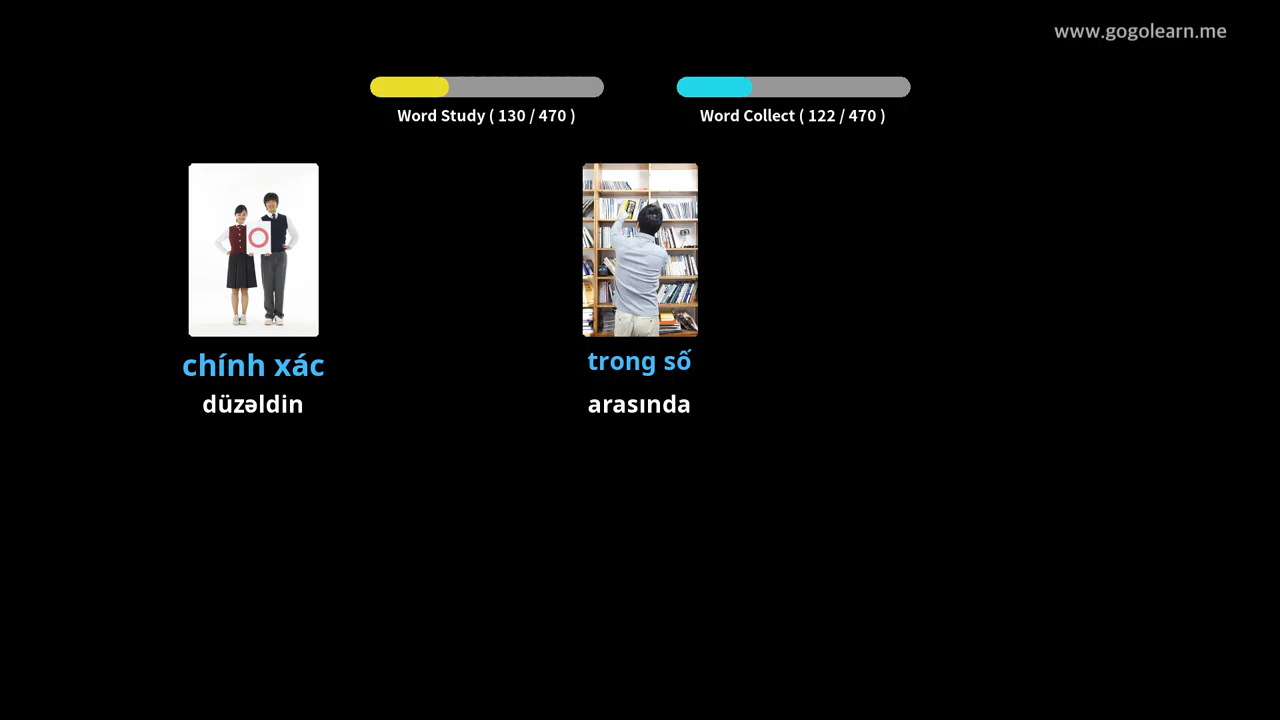 www.gogolearn.me
Word Study ( 130 / 470 )
Word Collect ( 122 / 470 )
chính xác
düzəldin
trong số
arasında